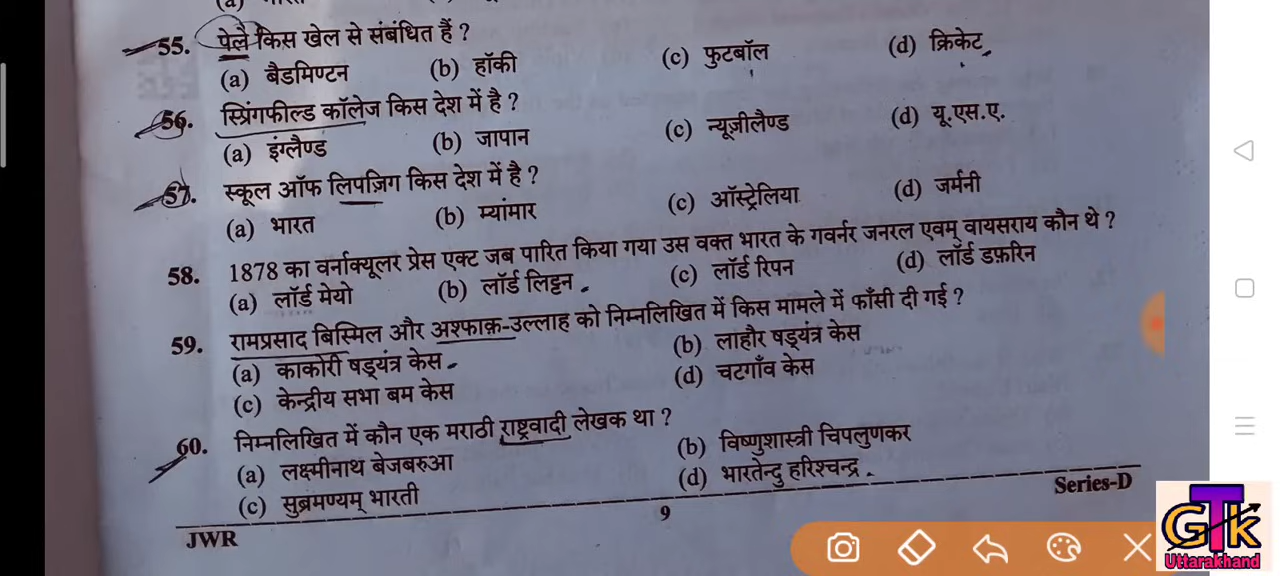 55. पेले किस खेल से संबंधित हैं ?
(a) बैडमिण्टन (b) हॉकी (c) फुटबॉल (d) क्रिकेट
56. स्प्रिंगफील्ड कॉलेज किस देश में है ?
(a) इंग्लैण्ड (b) जापान (c) न्यूज़ीलैण्ड (d) यू.एस.ए.
57. स्कूल ऑफ लिपज़िग किस देश में है ?
(a) भारत (b) म्यांमार (c) ऑस्ट्रेलिया (d) जर्मनी
58. 1878 का वर्नाक्यूलर प्रेस एक्ट जब पारित किया गया उस वक्त भारत के गवर्नर जनरल एवम् वायसराय कौन थे ?
(a) लॉर्ड मेयो (b) लॉर्ड लिट्टन (c) लॉर्ड रिपन (d) लॉर्ड डफ़रिन
59. रामप्रसाद बिस्मिल और अश्फाक़-उल्लाह को निम्नलिखित में किस मामले में फाँसी दी गई ?
(a) काकोरी षड्यंत्र केस (b) लाहौर षड्यंत्र केस
(c) केन्द्रीय सभा बम केस (d) चटगाँव केस
60. निम्नलिखित में कौन एक मराठी राष्ट्रवादी लेखक था ?
(a) लक्ष्मीनाथ बेजबरुआ (b) विष्णुशास्त्री चिपलुणकर
(c) सुब्रमण्यम् भारती (d) भारतेन्दु हरिश्चन्द्र
JWR 9 Series-D
GTK
Uttarakhand